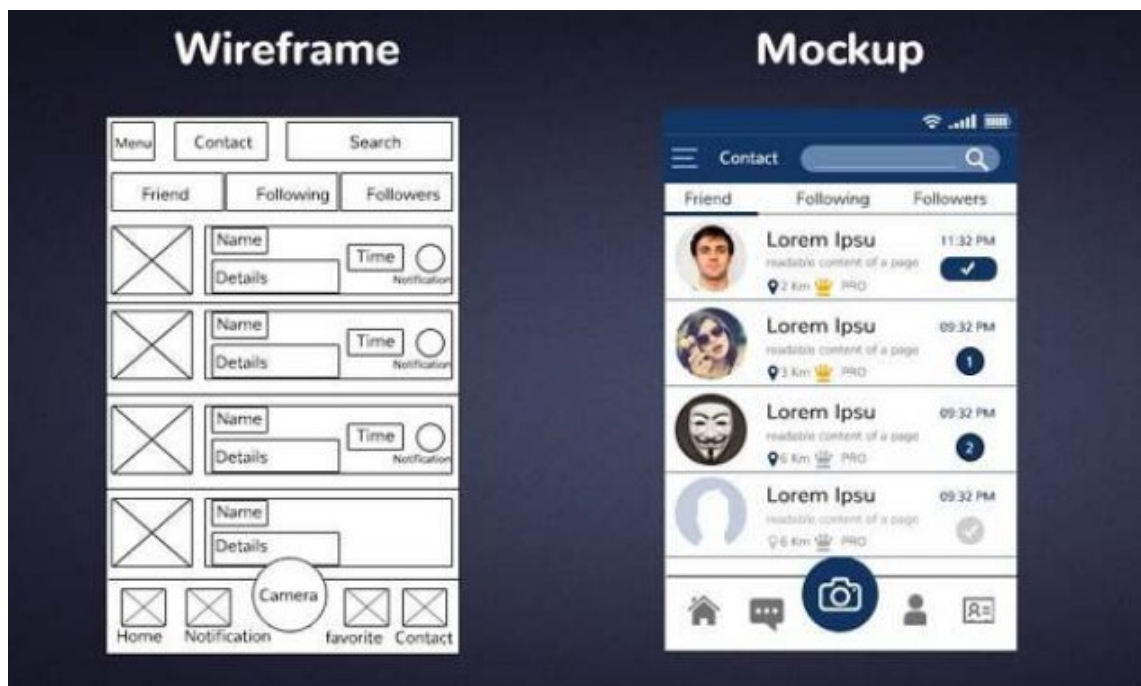 Wireframe
Mockup
Menu
Contact
Search
Friend
Following
Followers
Name
Details
Time
Notification
Name
Details
Time
Notification
Name
Details
Time
Notification
Name
Details
Camera
Home
Notification
favorite
Contact
Contact
Friend
Following
Followers
Lorem Ipsu
11:32 PM
readable content of a page
2 Km PRO
Lorem Ipsu
09:32 PM
readable content of a page
1
3 Km PRO
Lorem Ipsu
09:32 PM
readable content of a page
2
6 Km PRO
Lorem Ipsu
09:32 PM
readable content of a page
6 Km PRO